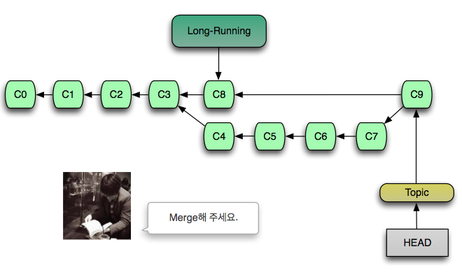 Long-Running
C0 C1 C2 C3 C8 C9
C4 C5 C6 C7
Topic
Merge해 주세요.
HEAD